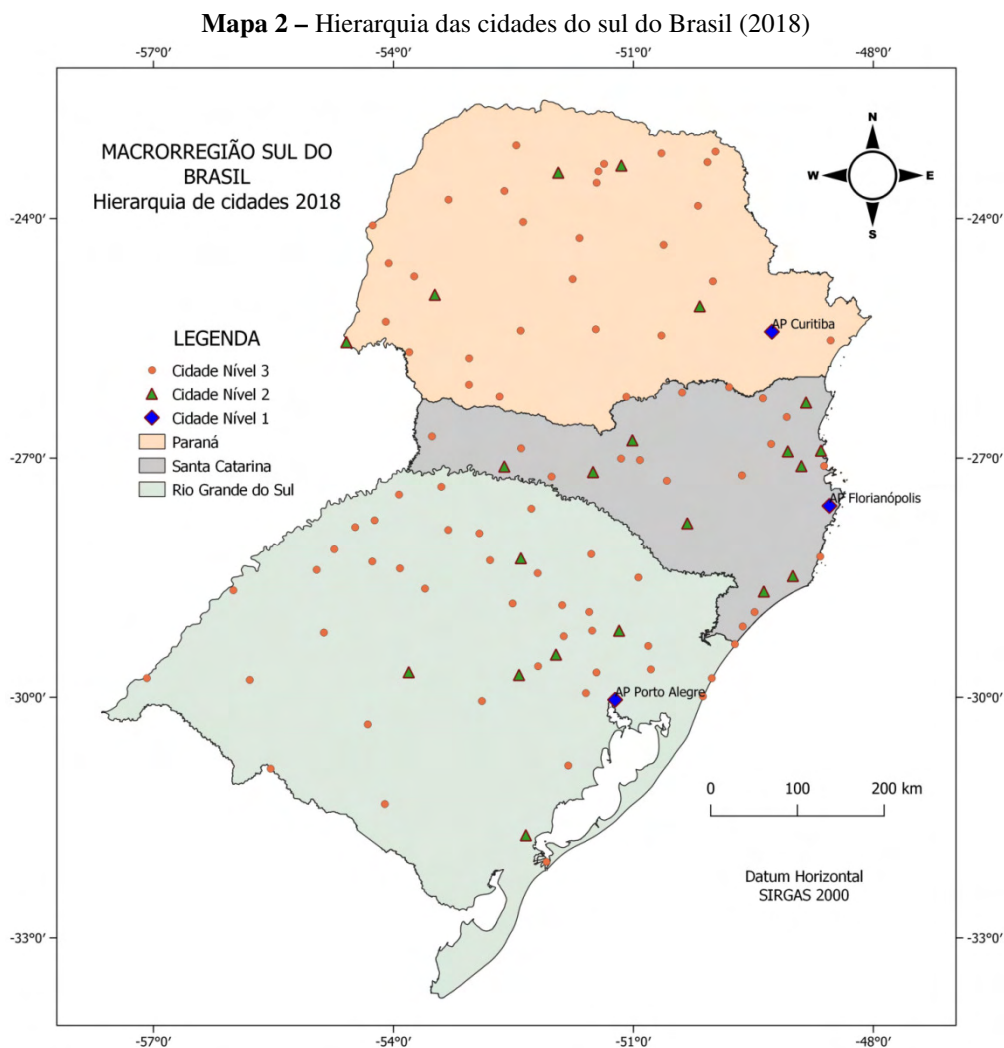 Mapa 2 – Hierarquia das cidades do sul do Brasil (2018)
-57°0′ -54°0′ -51°0′ -48°0′
MACRORREGIÃO SUL DO
BRASIL
Hierarquia de cidades 2018
N
W E
S
-24°0′ -24°0′
LEGENDA
Cidade Nível 3
Cidade Nível 2
Cidade Nível 1
Paraná
Santa Catarina
Rio Grande do Sul
AP Curitiba
-27°0′ -27°0′
AP Florianópolis
-30°0′ -30°0′
AP Porto Alegre
0 100 200 km
Datum Horizontal
SIRGAS 2000
-33°0′ -33°0′
-57°0′ -54°0′ -51°0′ -48°0′